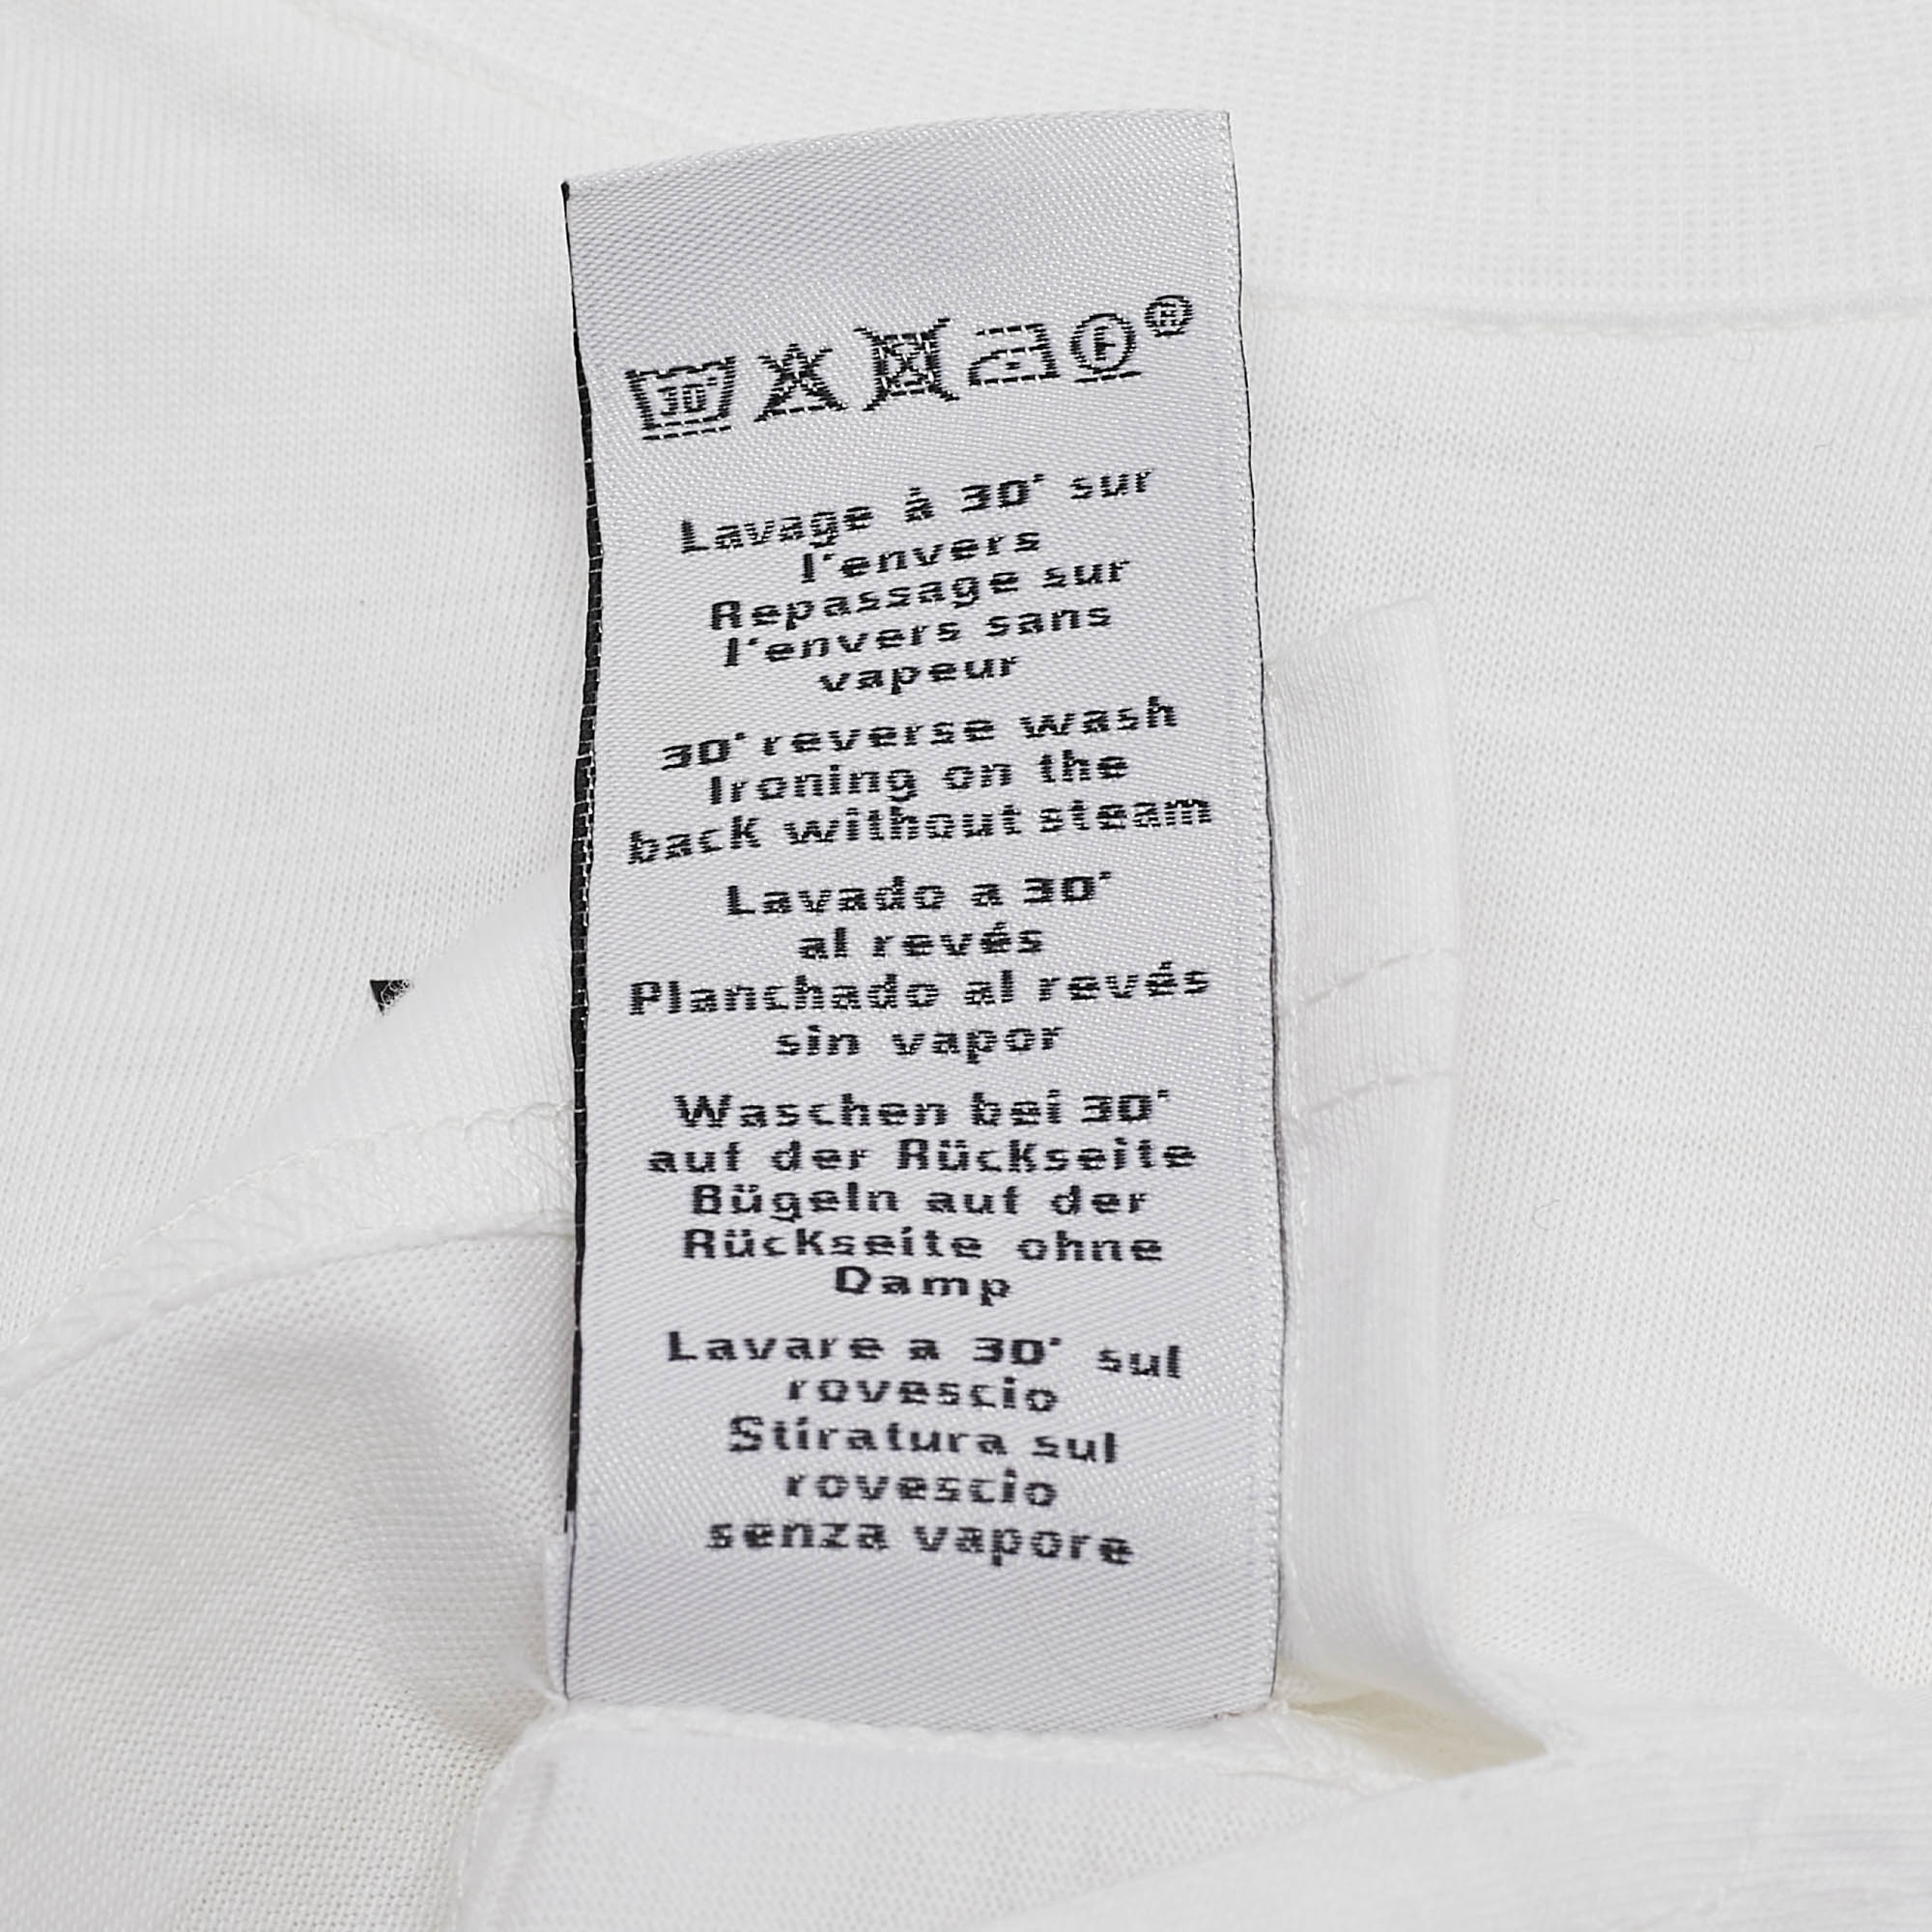 30°
F ®
Lavage à 30° sur
l'envers
Repassage sur
l'envers sans
vapeur
30° reverse wash
Ironing on the
back without steam
Lavado a 30°
al revés
Planchado al revés
sin vapor
Waschen bei 30°
auf der Rückseite
Bügeln auf der
Rückseite ohne
Damp
Lavare a 30° sul
rovescio
Stiratura sul
rovescio
senza vapore